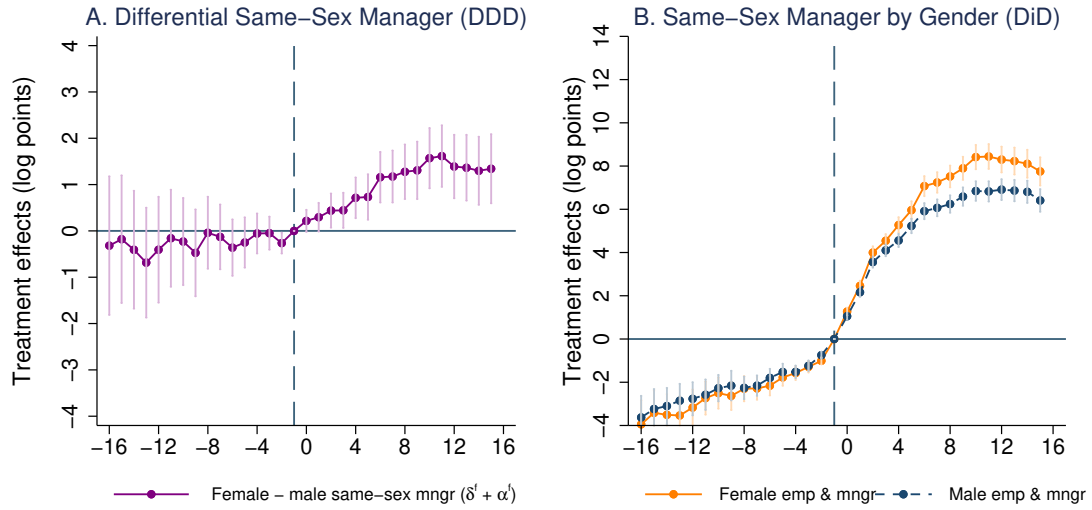 A. Differential Same−Sex Manager (DDD)
Treatment effects (log points)
4
3
2
1
0
−1
−2
−3
−4
−16 −12 −8 −4 0 4 8 12 16
Female − male same−sex mngr (δᵗ + αᵗ)
B. Same−Sex Manager by Gender (DiD)
Treatment effects (log points)
14
12
10
8
6
4
2
0
−2
−4
−16 −12 −8 −4 0 4 8 12 16
Female emp & mngr Male emp & mngr